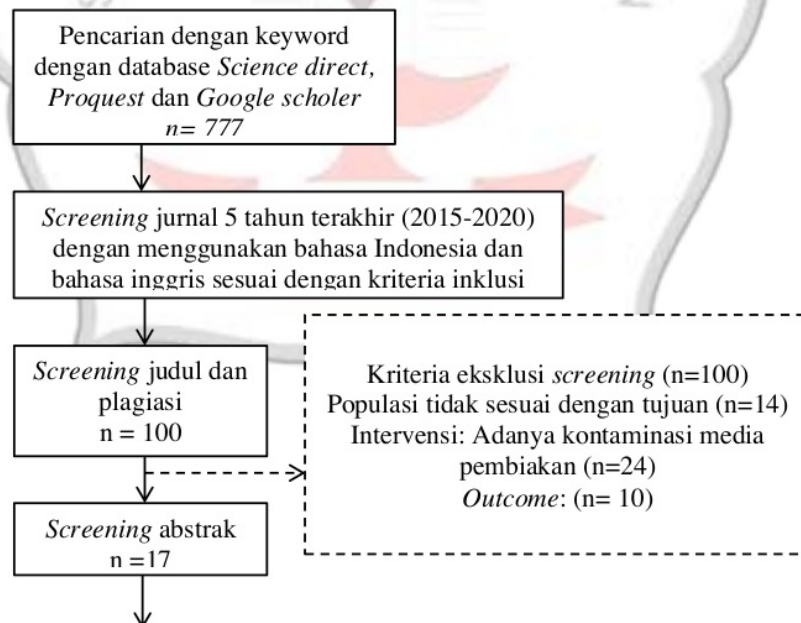 Pencarian dengan keyword
dengan database Science direct,
Proquest dan Google scholer
n= 777
Screening jurnal 5 tahun terakhir (2015-2020)
dengan menggunakan bahasa Indonesia dan
bahasa inggris sesuai dengan kriteria inklusi
Screening judul dan
plagiasi
n = 100
Kriteria eksklusi screening (n=100)
Populasi tidak sesuai dengan tujuan (n=14)
Intervensi: Adanya kontaminasi media
pembiakan (n=24)
Outcome: (n= 10)
Screening abstrak
n =17